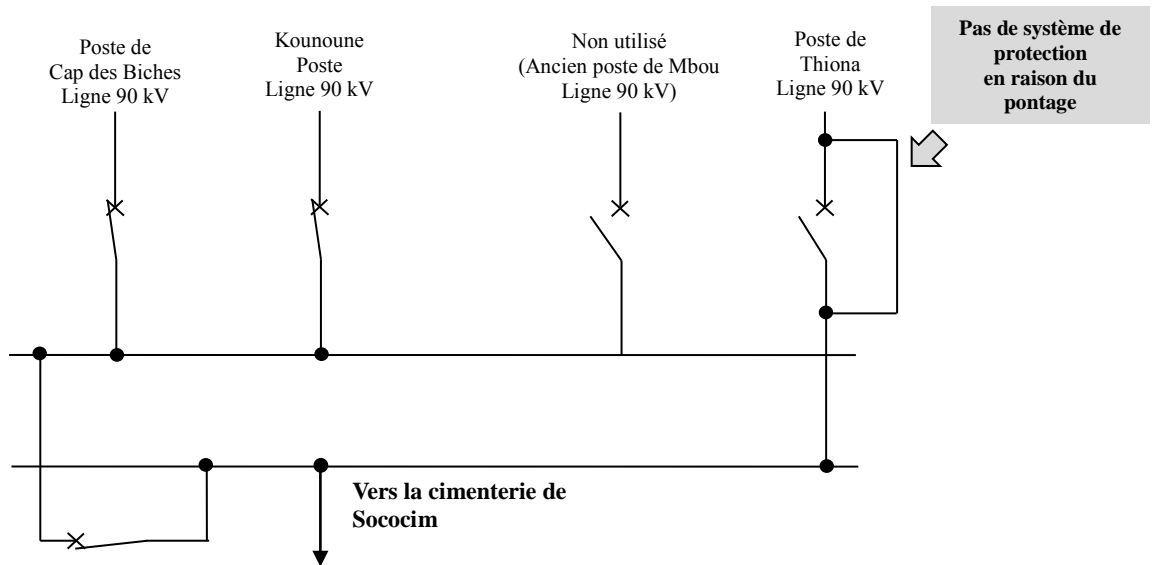 Poste de
Cap des Biches
Ligne 90 kV
Kounoune
Poste
Ligne 90 kV
Non utilisé
(Ancien poste de Mbou
Ligne 90 kV)
Poste de
Thiona
Ligne 90 kV
Pas de système de
protection
en raison du
pontage
Vers la cimenterie de
Sococim